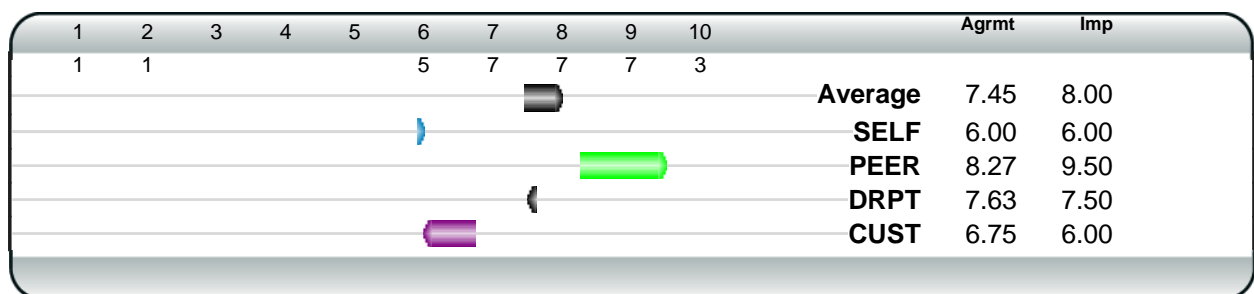 1 2 3 4 5 6 7 8 9 10 Agrmt Imp
1 1 5 7 7 7 3
Average 7.45 8.00
SELF 6.00 6.00
PEER 8.27 9.50
DRPT 7.63 7.50
CUST 6.75 6.00